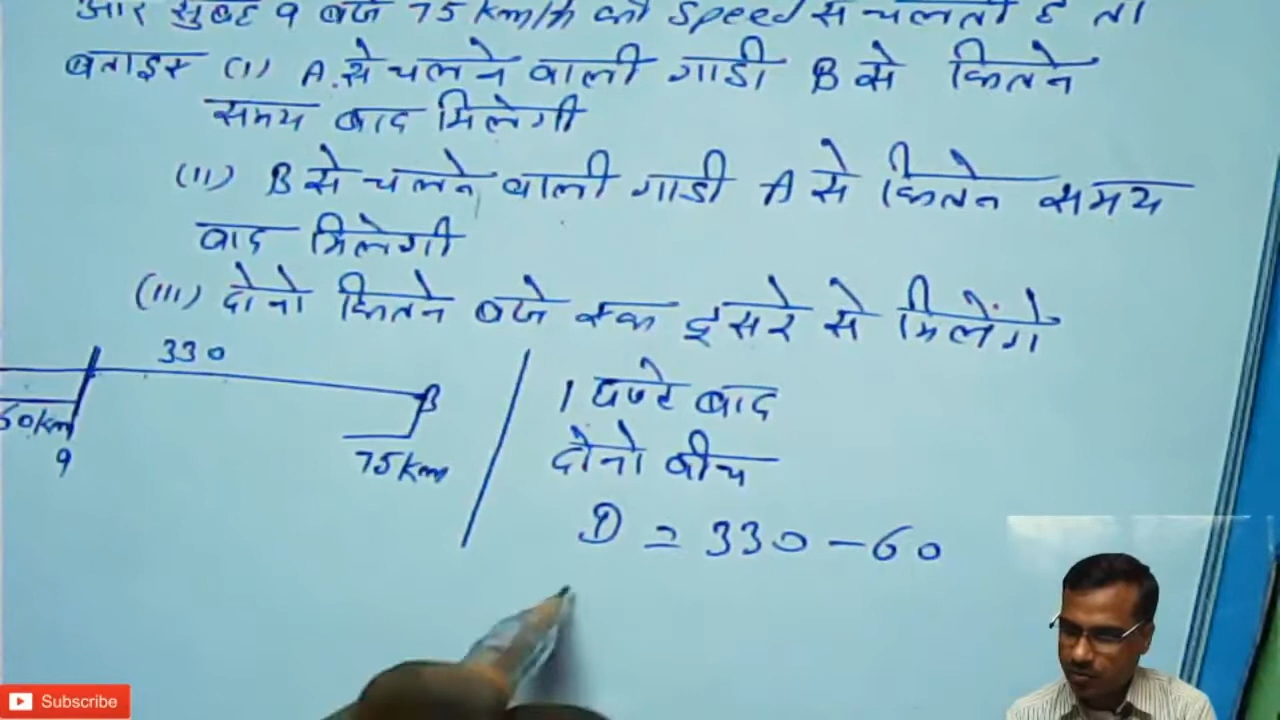 और सुबह 9 बजे 75 km/h की Speed से चलती है तो
बताइए (i) A से चलने वाली गाडी B से कितने
समय बाद मिलेगी
(ii) B से चलने वाली गाडी A से कितने समय
बाद मिलेगी
(iii) दोनो कितने बजे एक दुसरे से मिलेंगे
330
B
60km
9
75km
1 घण्टे बाद
दोनो बीच
D = 330 - 60
Subscribe